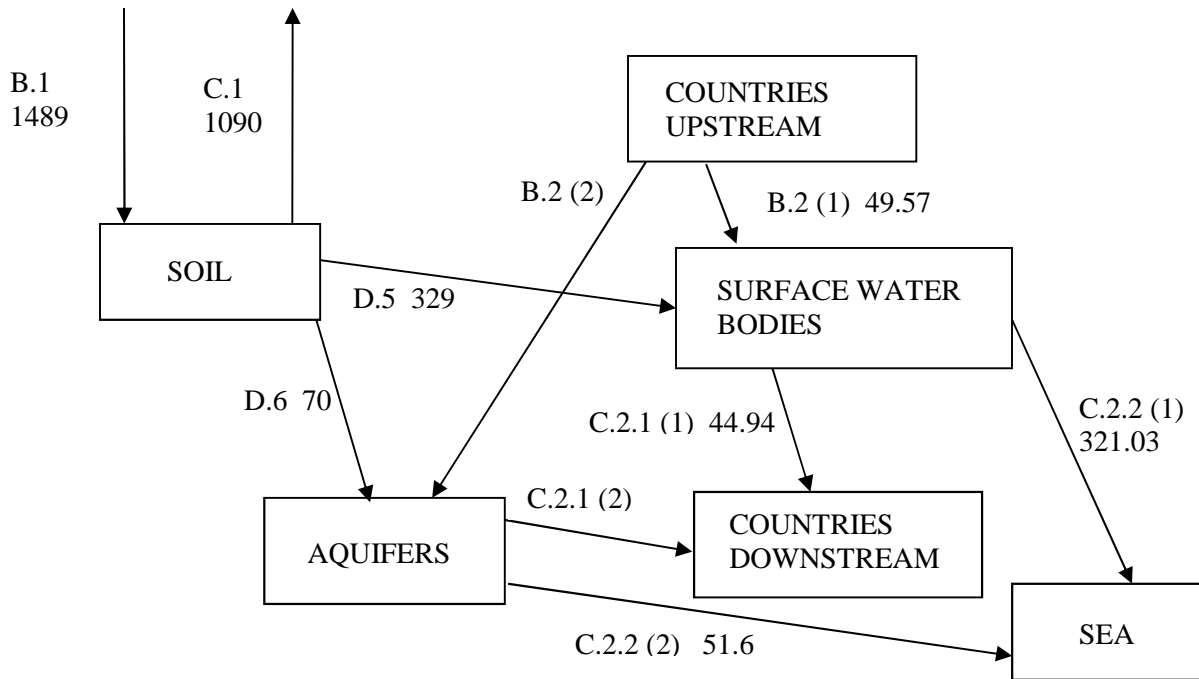 B.1
1489
C.1
1090
COUNTRIES
UPSTREAM
B.2 (2)
B.2 (1)  49.57
SOIL
D.5  329
SURFACE WATER
BODIES
D.6  70
C.2.1 (1)  44.94
C.2.2 (1)
321.03
C.2.1 (2)
AQUIFERS
COUNTRIES
DOWNSTREAM
C.2.2 (2)  51.6
SEA